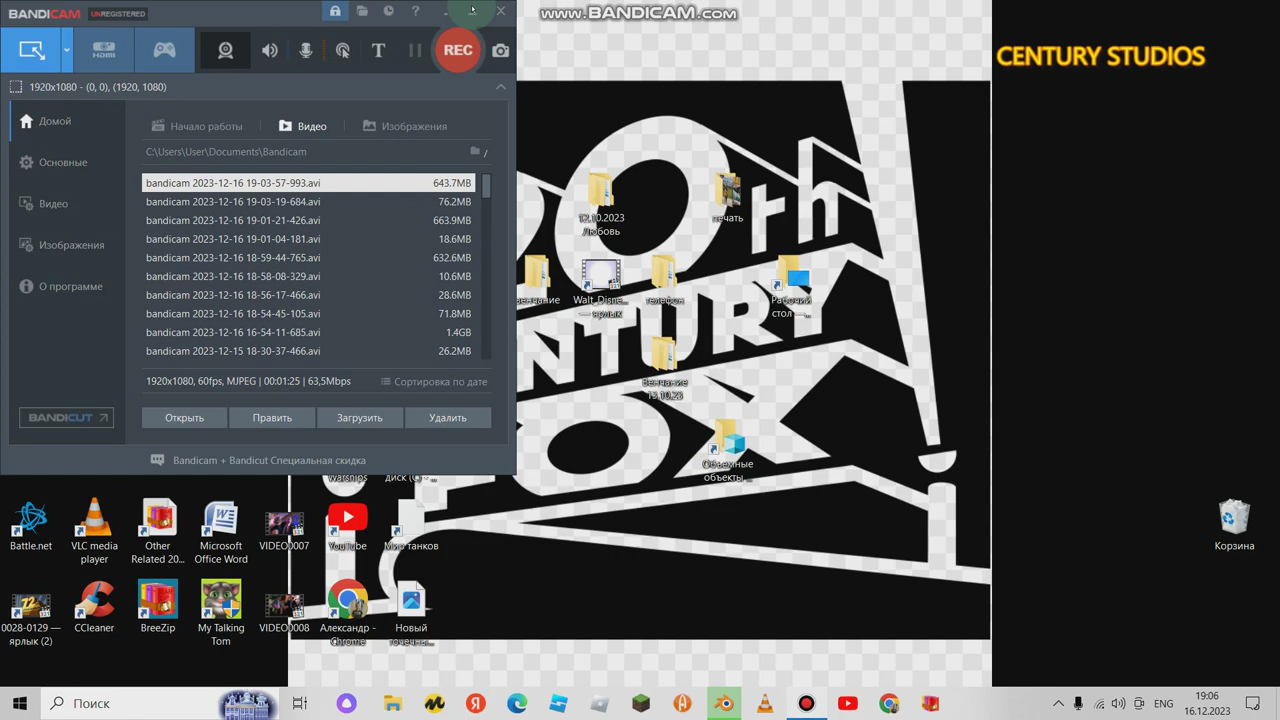 BANDICAM UNREGISTERED
www.BANDICAM.com
CENTURY STUDIOS
HDMI
REC
1920x1080 - (0, 0), (1920, 1080)
Домой
Основные
Видео
Изображения
О программе
BANDICUT
Начало работы
Видео
Изображения
C:\Users\User\Documents\Bandicam
bandicam 2023-12-16 19-03-57-993.avi 643.7MB
bandicam 2023-12-16 19-03-19-684.avi 76.2MB
bandicam 2023-12-16 19-01-21-426.avi 663.9MB
bandicam 2023-12-16 19-01-04-181.avi 18.6MB
bandicam 2023-12-16 18-59-44-765.avi 632.6MB
bandicam 2023-12-16 18-58-08-329.avi 10.6MB
bandicam 2023-12-16 18-56-17-466.avi 28.6MB
bandicam 2023-12-16 18-54-45-105.avi 71.8MB
bandicam 2023-12-16 16-54-11-685.avi 1.4GB
bandicam 2023-12-15 18-30-37-466.avi 26.2MB
1920x1080, 60fps, MJPEG | 00:01:25 | 63,5Mbps
Сортировка по дате
Открыть
Править
Загрузить
Удалить
Bandicam + Bandicut Специальная скидка
th
12.10.2023
Любовь
печать
венчание
Walt_Disne...
— ярлык
телефон
Рабочий
стол — ...
Венчание
13.10.23
Объемные
объекты ...
Warships
диск (C) - ...
Battle.net
VLC media
player
Other
Related 20...
Microsoft
Office Word
VIDEO0007
YouTube
Мир танков
0028-0129 —
ярлык (2)
CCleaner
BreeZip
My Talking
Tom
VIDEO0008
Александр -
Chrome
Новый
точечны...
Корзина
Поиск
ENG
19:06
16.12.2023